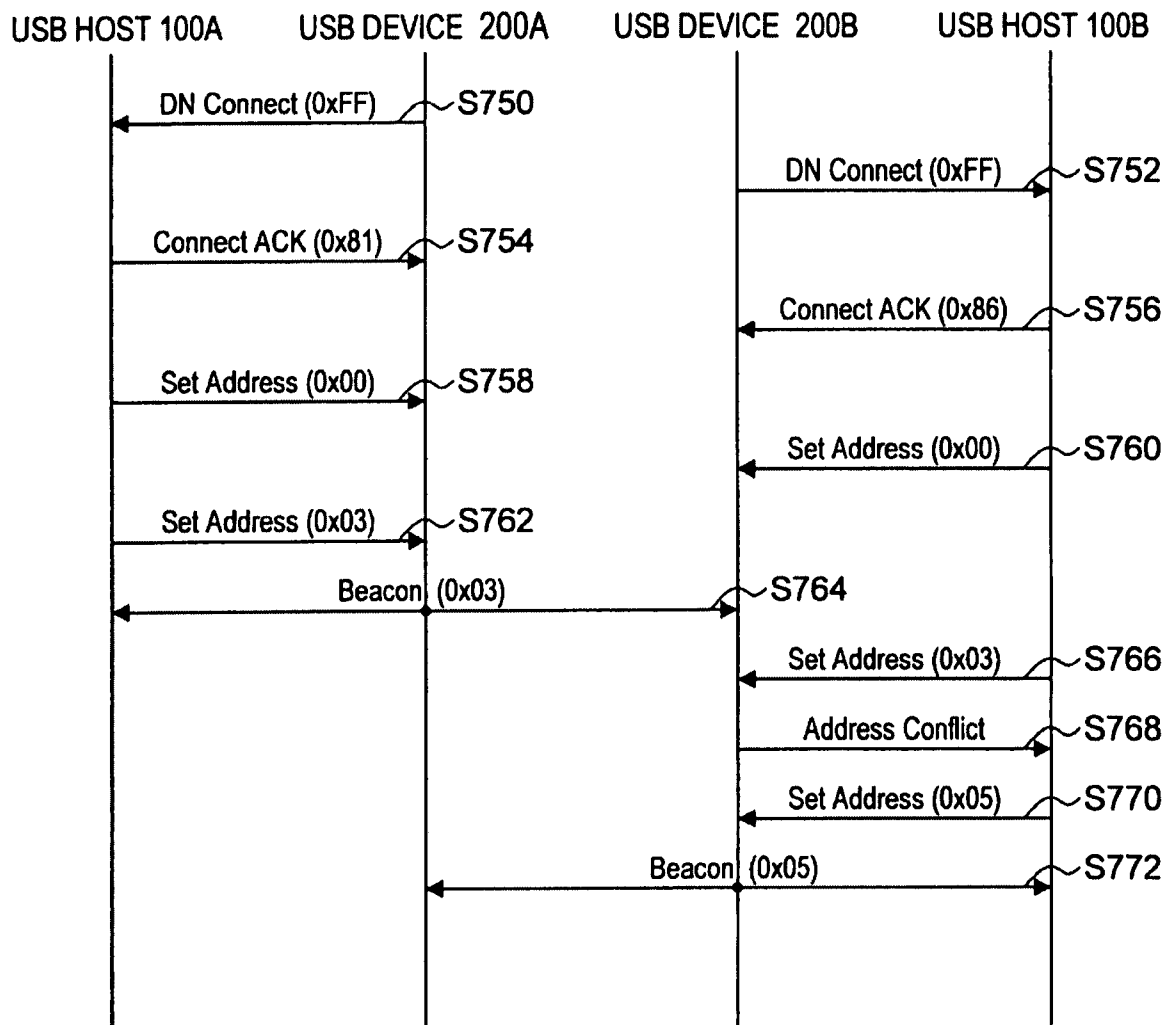 USB HOST 100A
USB DEVICE 200A
USB DEVICE 200B
USB HOST 100B
DN Connect (0xFF)
S750
DN Connect (0xFF)
S752
Connect ACK (0x81)
S754
Connect ACK (0x86)
S756
Set Address (0x00)
S758
Set Address (0x00)
S760
Set Address (0x03)
S762
Beacon (0x03)
S764
Set Address (0x03)
S766
Address Conflict
S768
Set Address (0x05)
S770
Beacon (0x05)
S772